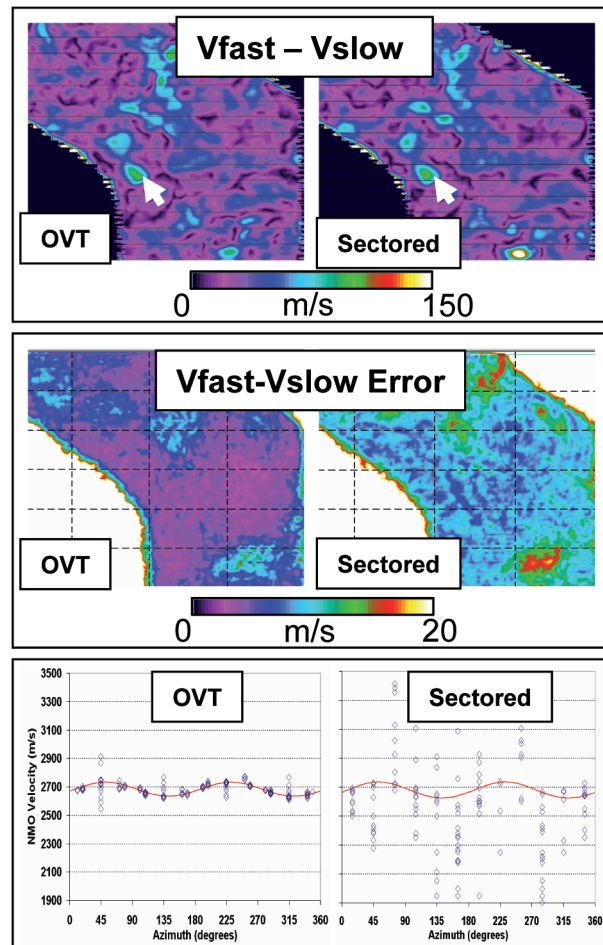 Vfast – Vslow
OVT
Sectored
0 m/s 150
Vfast-Vslow Error
OVT
Sectored
0 m/s 20
OVT
Sectored
NMO Velocity (m/s)
3500
3300
3100
2900
2700
2500
2300
2100
1900
0 45 90 135 180 225 270 315 360
Azimuth (degrees)
0 45 90 135 180 225 270 315 360
Azimuth (degrees)